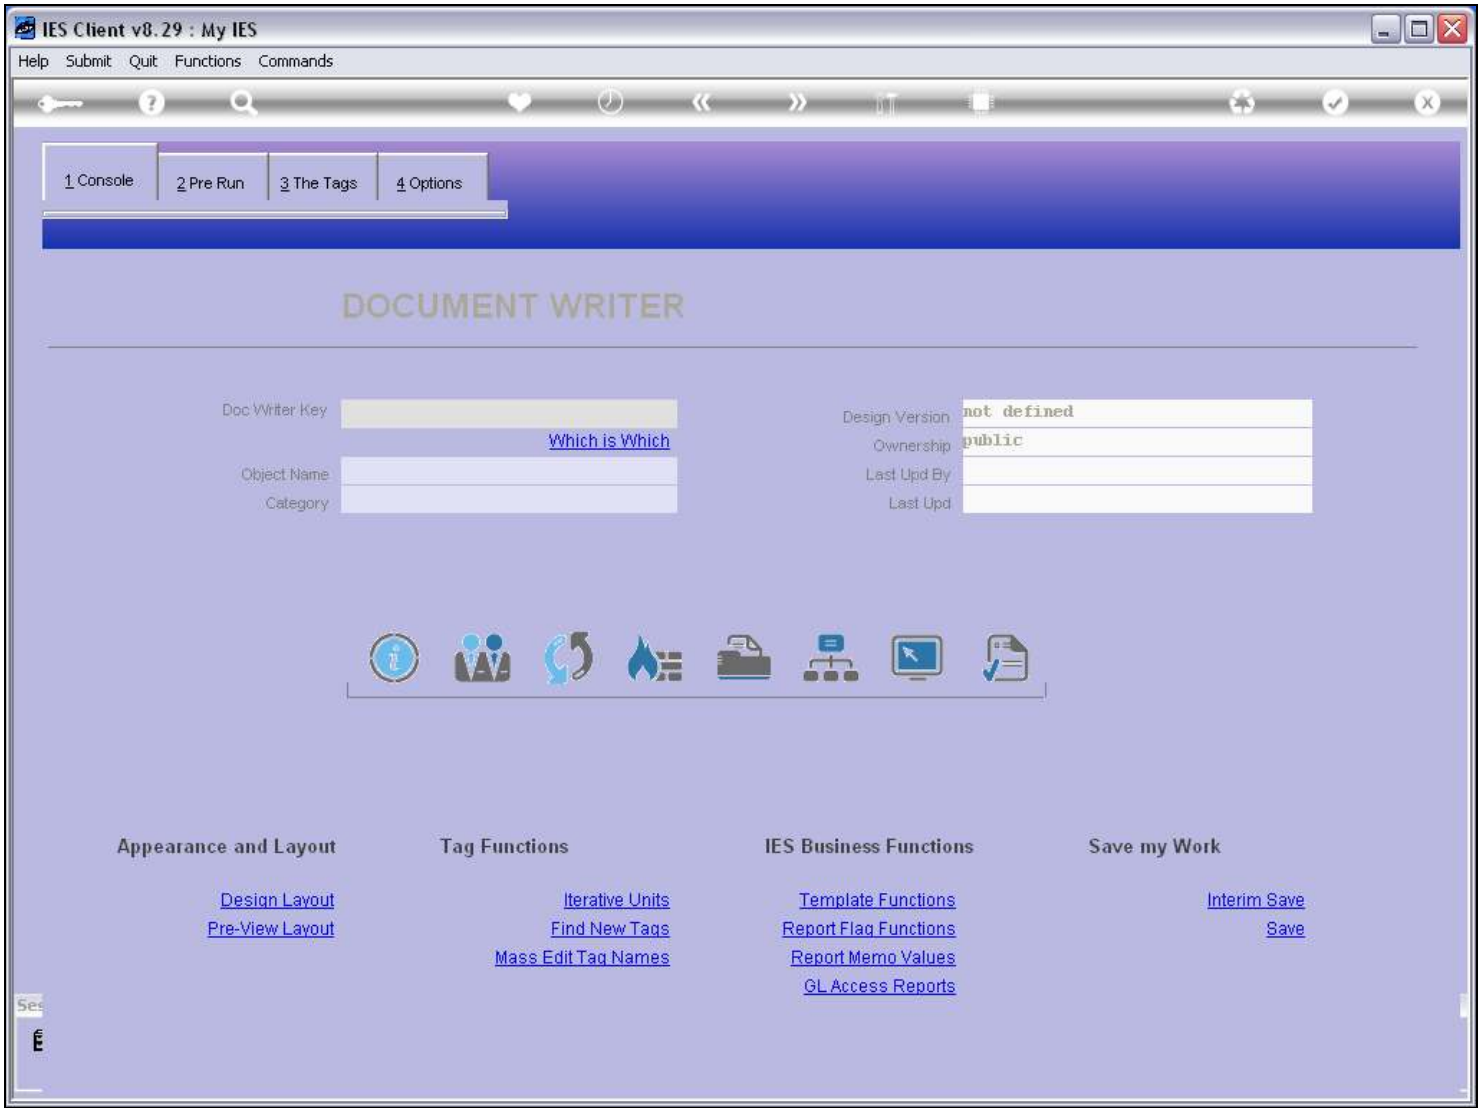 IES Client v8.29 : My IES
Help Submit Quit Functions Commands
1 Console
2 Pre Run
3 The Tags
4 Options
DOCUMENT WRITER
Doc Writer Key
Which is Which
Object Name
Category
Design Version not defined
Ownership public
Last Upd By
Last Upd
Appearance and Layout
Design Layout
Pre-View Layout
Tag Functions
Iterative Units
Find New Tags
Mass Edit Tag Names
IES Business Functions
Template Functions
Report Flag Functions
Report Memo Values
GL Access Reports
Save my Work
Interim Save
Save